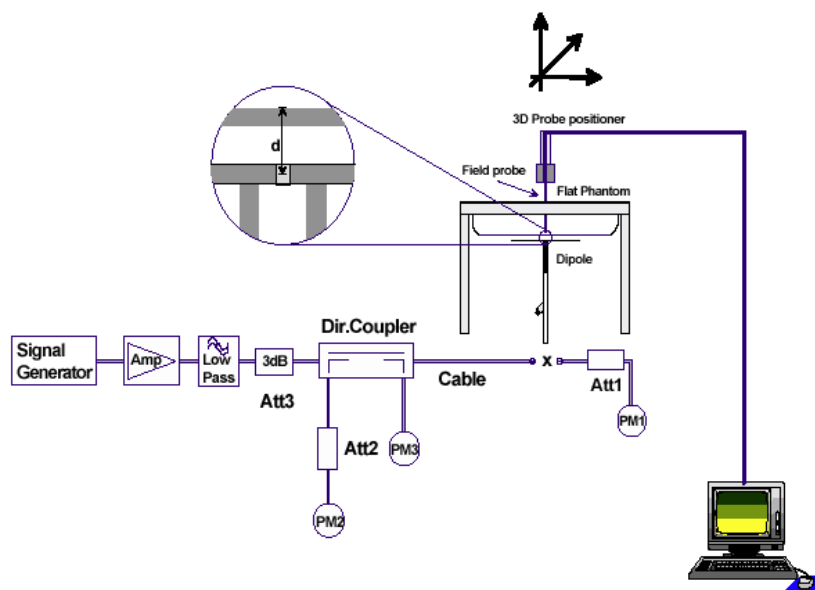 3D Probe positioner
d
Field probe
Flat Phantom
Dipole
Dir.Coupler
Signal
Generator
Amp
Low
Pass
3dB
Att3
Cable
x
Att1
PM1
Att2
PM3
PM2